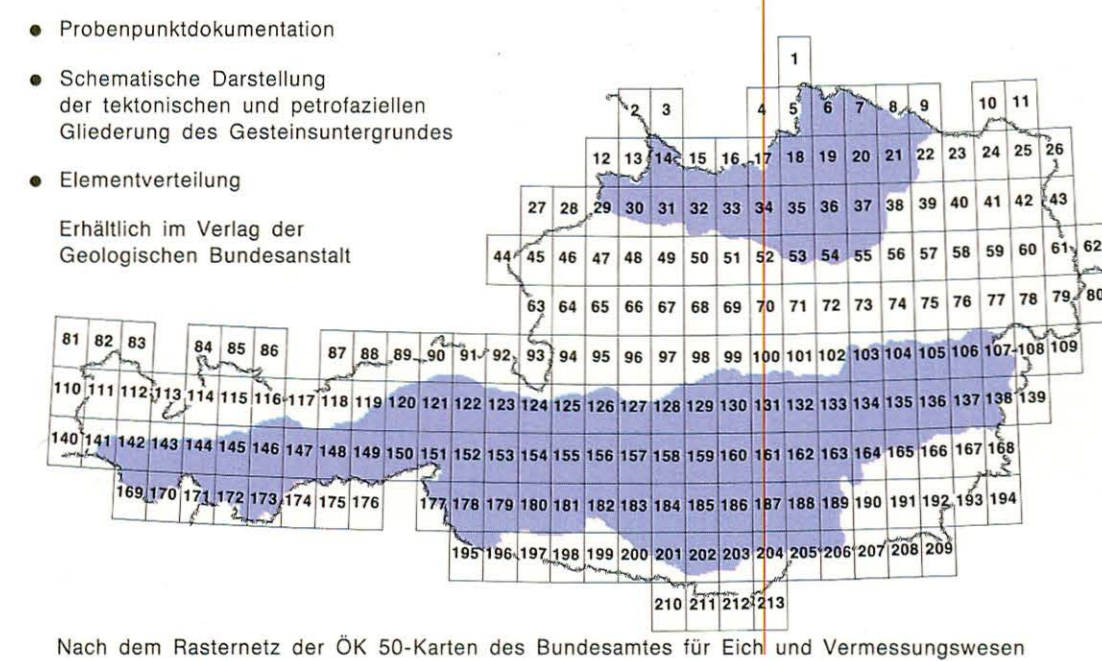 • Probenpunktdokumentation
• Schematische Darstellung
der tektonischen und petrofaziellen
Gliederung des Gesteinsuntergrundes
• Elementverteilung
Erhältlich im Verlag der
Geologischen Bundesanstalt
1
2 3 4 5 6 7 8 9 10 11
12 13 14 15 16 17 18 19 20 21 22 23 24 25 26
27 28 29 30 31 32 33 34 35 36 37 38 39 40 41 42 43
44 45 46 47 48 49 50 51 52 53 54 55 56 57 58 59 60 61 62
63 64 65 66 67 68 69 70 71 72 73 74 75 76 77 78 79 80
81 82 83 84 85 86 87 88 89 90 91 92 93 94 95 96 97 98 99 100 101 102 103 104 105 106 107 108 109
110 111 112 113 114 115 116 117 118 119 120 121 122 123 124 125 126 127 128 129 130 131 132 133 134 135 136 137 138 139
140 141 142 143 144 145 146 147 148 149 150 151 152 153 154 155 156 157 158 159 160 161 162 163 164 165 166 167 168
169 170 171 172 173 174 175 176 177 178 179 180 181 182 183 184 185 186 187 188 189 190 191 192 193 194
195 196 197 198 199 200 201 202 203 204 205 206 207 208 209
210 211 212 213
Nach dem Rasternetz der ÖK 50-Karten des Bundesamtes für Eich und Vermessungswesen